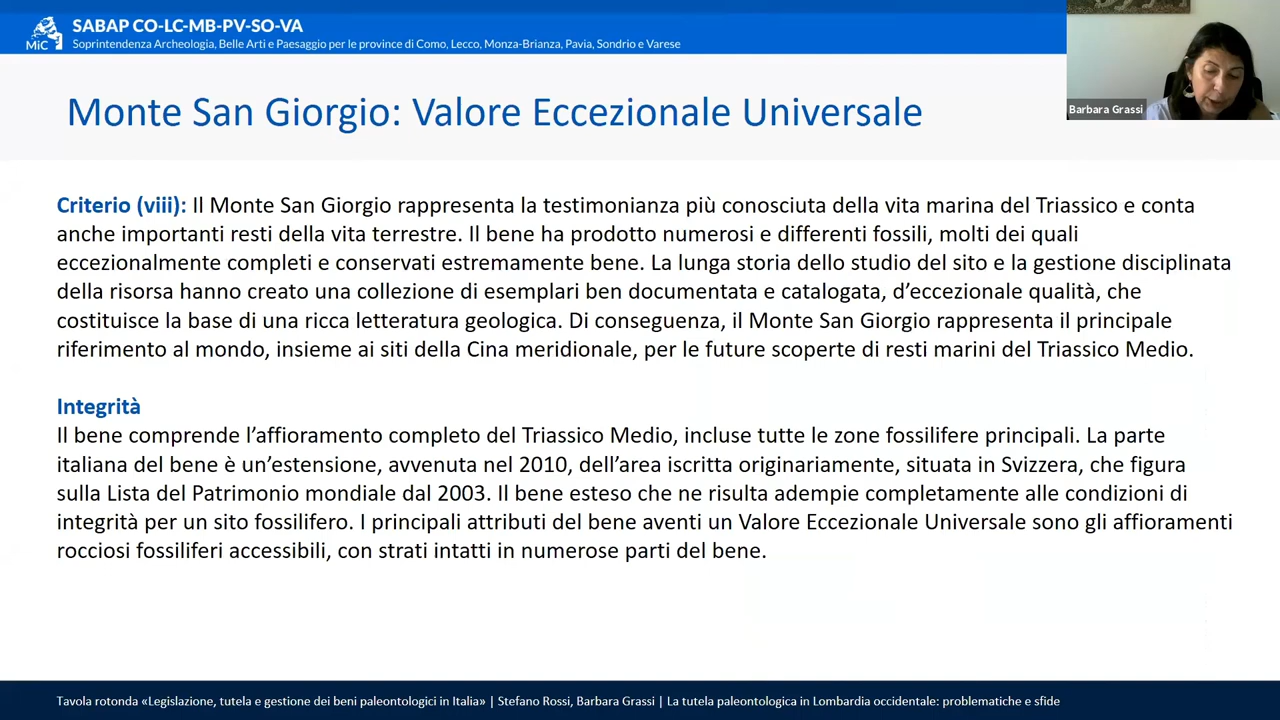 SABAP CO-LC-MB-PV-SO-VA
MiC
Soprintendenza Archeologia, Belle Arti e Paesaggio per le province di Como, Lecco, Monza-Brianza, Pavia, Sondrio e Varese
Barbara Grassi
Monte San Giorgio: Valore Eccezionale Universale
Criterio (viii): Il Monte San Giorgio rappresenta la testimonianza più conosciuta della vita marina del Triassico e conta
anche importanti resti della vita terrestre. Il bene ha prodotto numerosi e differenti fossili, molti dei quali
eccezionalmente completi e conservati estremamente bene. La lunga storia dello studio del sito e la gestione disciplinata
della risorsa hanno creato una collezione di esemplari ben documentata e catalogata, d’eccezionale qualità, che
costituisce la base di una ricca letteratura geologica. Di conseguenza, il Monte San Giorgio rappresenta il principale
riferimento al mondo, insieme ai siti della Cina meridionale, per le future scoperte di resti marini del Triassico Medio.
Integrità
Il bene comprende l’affioramento completo del Triassico Medio, incluse tutte le zone fossilifere principali. La parte
italiana del bene è un’estensione, avvenuta nel 2010, dell’area iscritta originariamente, situata in Svizzera, che figura
sulla Lista del Patrimonio mondiale dal 2003. Il bene esteso che ne risulta adempie completamente alle condizioni di
integrità per un sito fossilifero. I principali attributi del bene aventi un Valore Eccezionale Universale sono gli affioramenti
rocciosi fossiliferi accessibili, con strati intatti in numerose parti del bene.
Tavola rotonda «Legislazione, tutela e gestione dei beni paleontologici in Italia» | Stefano Rossi, Barbara Grassi | La tutela paleontologica in Lombardia occidentale: problematiche e sfide